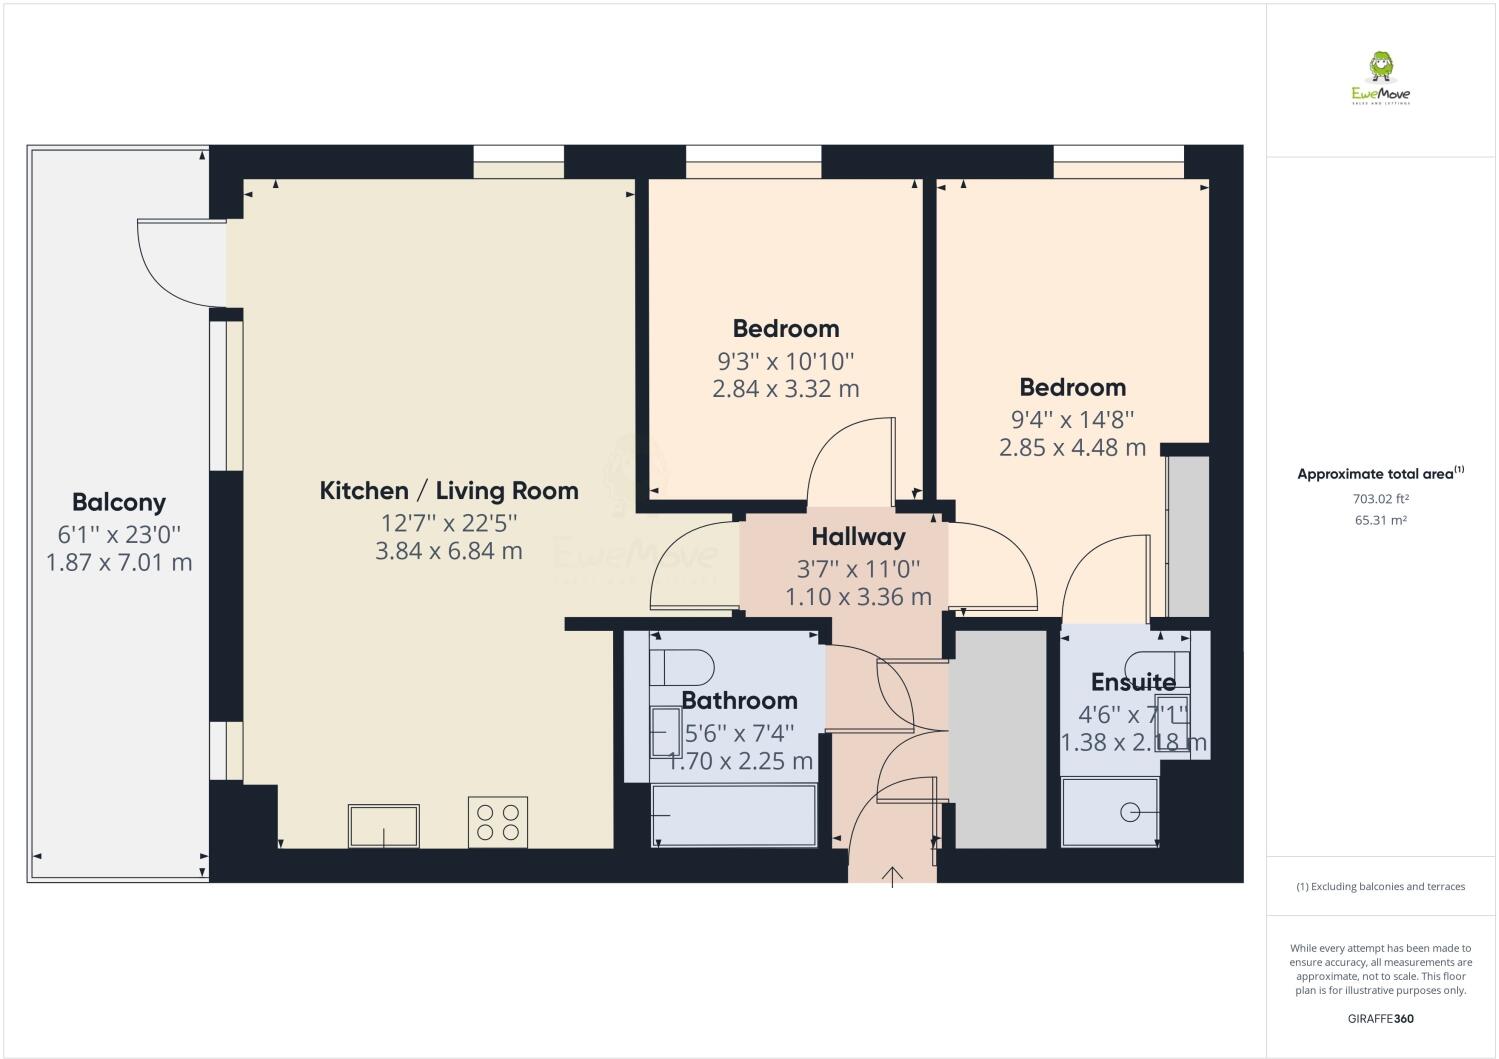 EweMove
SALES AND LETTINGS
Balcony
6'1'' x 23'0''
1.87 x 7.01 m
Kitchen / Living Room
12'7'' x 22'5''
3.84 x 6.84 m
Bedroom
9'3'' x 10'10''
2.84 x 3.32 m
Bedroom
9'4'' x 14'8''
2.85 x 4.48 m
Hallway
3'7'' x 11'0''
1.10 x 3.36 m
EweMove
SALES AND LETTINGS
Bathroom
5'6'' x 7'4''
1.70 x 2.25 m
Ensuite
4'6'' x 7'1''
1.38 x 2.18 m
Approximate total area(1)
703.02 ft²
65.31 m²
(1) Excluding balconies and terraces
While every attempt has been made to
ensure accuracy, all measurements are
approximate, not to scale. This floor
plan is for illustrative purposes only.
GIRAFFE360